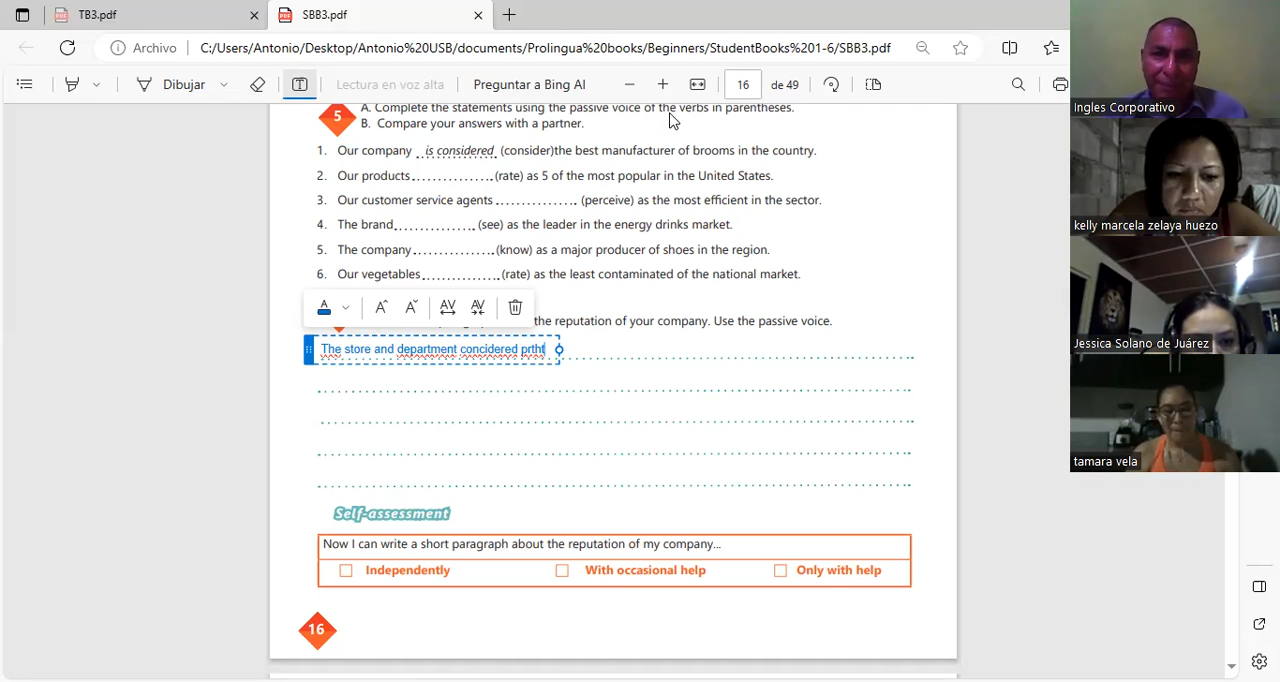 TB3.pdf
SBB3.pdf
Archivo
C:/Users/Antonio/Desktop/Antonio%20USB/documents/Prolingua%20books/Beginners/StudentBooks%201-6/SBB3.pdf
Dibujar
Lectura en voz alta
Preguntar a Bing AI
16 de 49
5
A. Complete the statements using the passive voice of the verbs in parentheses.
B. Compare your answers with a partner.
1. Our company is considered (consider)the best manufacturer of brooms in the country.
2. Our products.............(rate) as 5 of the most popular in the United States.
3. Our customer service agents ............. (perceive) as the most efficient in the sector.
4. The brand.............(see) as the leader in the energy drinks market.
5. The company.............(know) as a major producer of shoes in the region.
6. Our vegetables.............(rate) as the least contaminated of the national market.
the reputation of your company. Use the passive voice.
The store and department concidered prtht
Self-assessment
Now I can write a short paragraph about the reputation of my company...
Independently
With occasional help
Only with help
16
Ingles Corporativo
kelly marcela zelaya huezo
Jessica Solano de Juárez
tamara vela